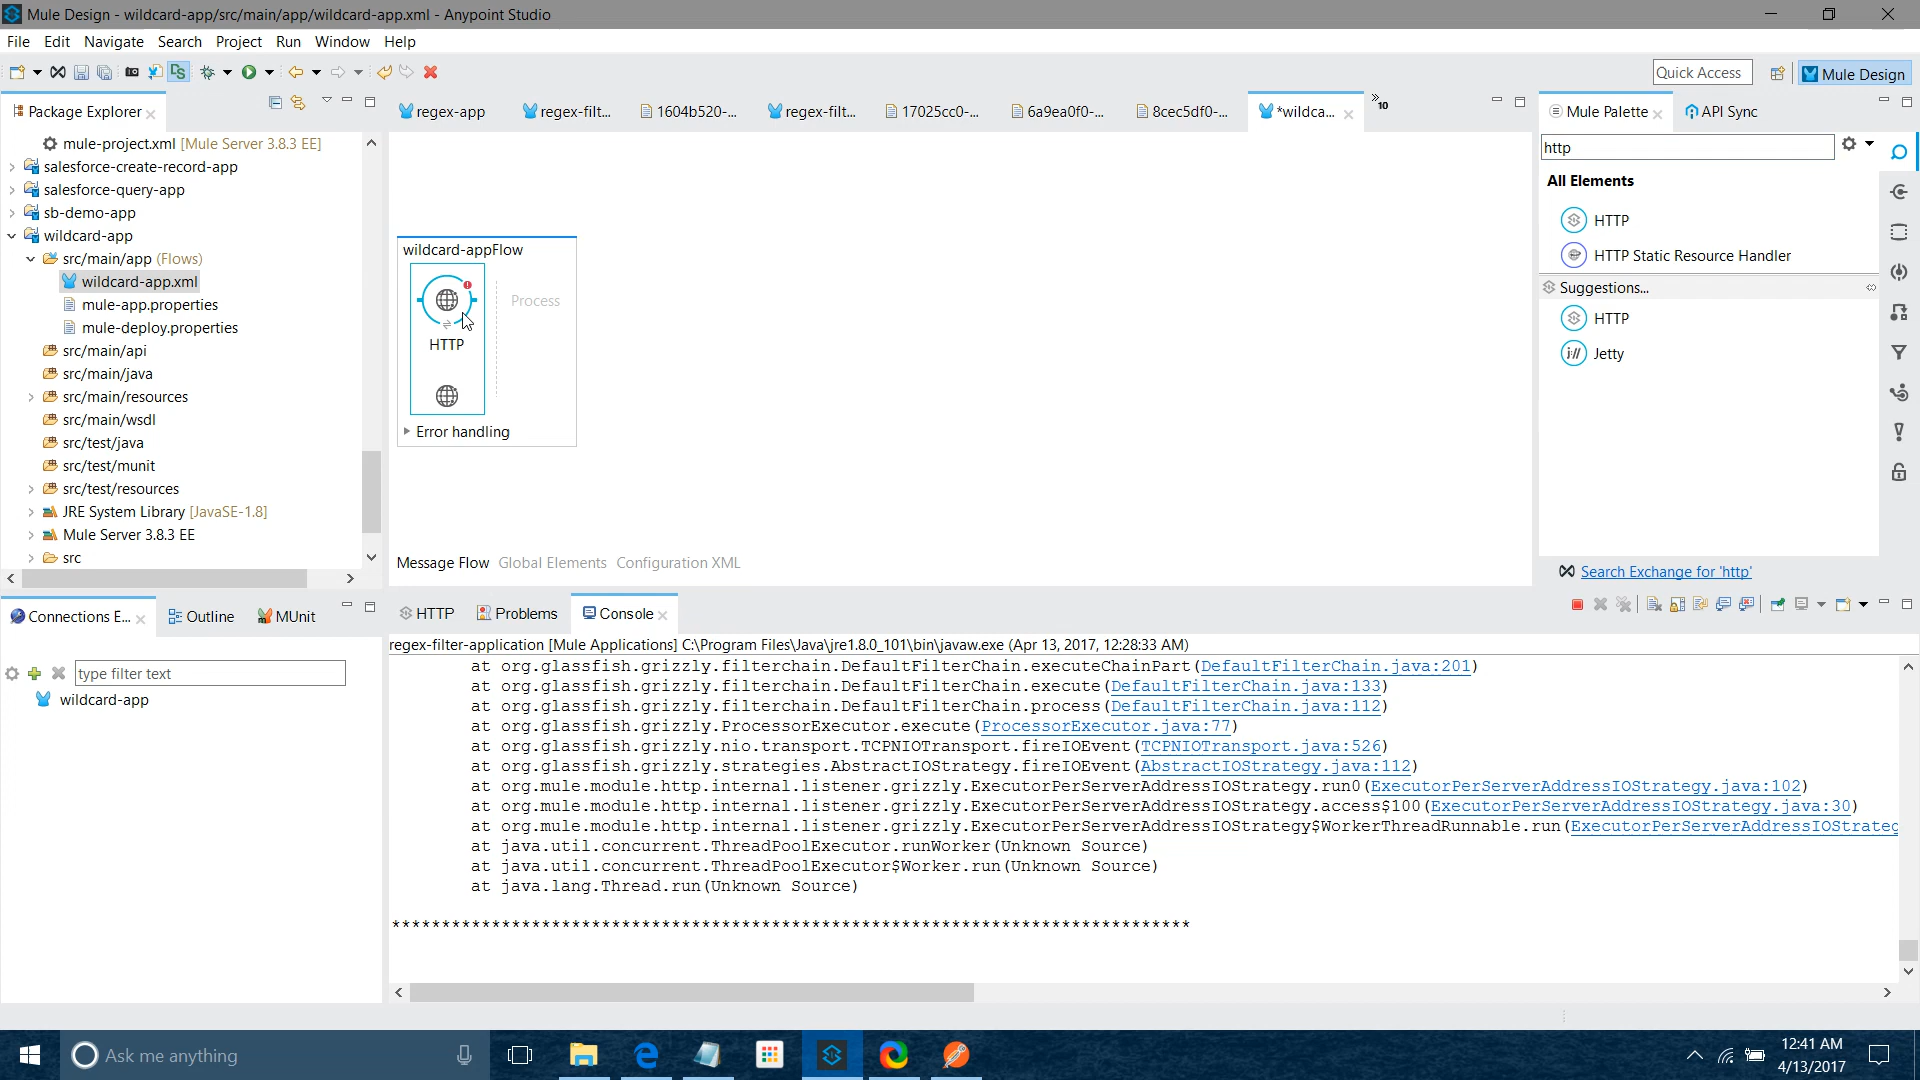 Mule Design - wildcard-app/src/main/app/wildcard-app.xml - Anypoint Studio
File Edit Navigate Search Project Run Window Help
Quick Access
Mule Design
Package Explorer
mule-project.xml [Mule Server 3.8.3 EE]
salesforce-create-record-app
salesforce-query-app
sb-demo-app
wildcard-app
src/main/app (Flows)
wildcard-app.xml
mule-app.properties
mule-deploy.properties
src/main/api
src/main/java
src/main/resources
src/main/wsdl
src/test/java
src/test/munit
src/test/resources
JRE System Library [JavaSE-1.8]
Mule Server 3.8.3 EE
src
regex-app
regex-filt...
1604b520-...
regex-filt...
17025cc0-...
6a9ea0f0-...
8cec5df0-...
*wildca...
10
wildcard-appFlow
HTTP
Process
Error handling
Message Flow Global Elements Configuration XML
Mule Palette
API Sync
http
All Elements
HTTP
HTTP Static Resource Handler
Suggestions...
HTTP
Jetty
Search Exchange for 'http'
Connections E...
Outline
MUnit
type filter text
wildcard-app
HTTP
Problems
Console
regex-filter-application [Mule Applications] C:\Program Files\Java\jre1.8.0_101\bin\javaw.exe (Apr 13, 2017, 12:28:33 AM)
at org.glassfish.grizzly.filterchain.DefaultFilterChain.executeChainPart(DefaultFilterChain.java:201)
at org.glassfish.grizzly.filterchain.DefaultFilterChain.execute(DefaultFilterChain.java:133)
at org.glassfish.grizzly.filterchain.DefaultFilterChain.process(DefaultFilterChain.java:112)
at org.glassfish.grizzly.ProcessorExecutor.execute(ProcessorExecutor.java:77)
at org.glassfish.grizzly.nio.transport.TCPNIOTransport.fireIOEvent(TCPNIOTransport.java:526)
at org.glassfish.grizzly.strategies.AbstractIOStrategy.fireIOEvent(AbstractIOStrategy.java:112)
at org.mule.module.http.internal.listener.grizzly.ExecutorPerServerAddressIOStrategy.run0(ExecutorPerServerAddressIOStrategy.java:102)
at org.mule.module.http.internal.listener.grizzly.ExecutorPerServerAddressIOStrategy.access$100(ExecutorPerServerAddressIOStrategy.java:30)
at org.mule.module.http.internal.listener.grizzly.ExecutorPerServerAddressIOStrategy$WorkerThreadRunnable.run(ExecutorPerServerAddressIOStrateg
at java.util.concurrent.ThreadPoolExecutor.runWorker(Unknown Source)
at java.util.concurrent.ThreadPoolExecutor$Worker.run(Unknown Source)
at java.lang.Thread.run(Unknown Source)
********************************************************************************
Ask me anything
12:41 AM
4/13/2017